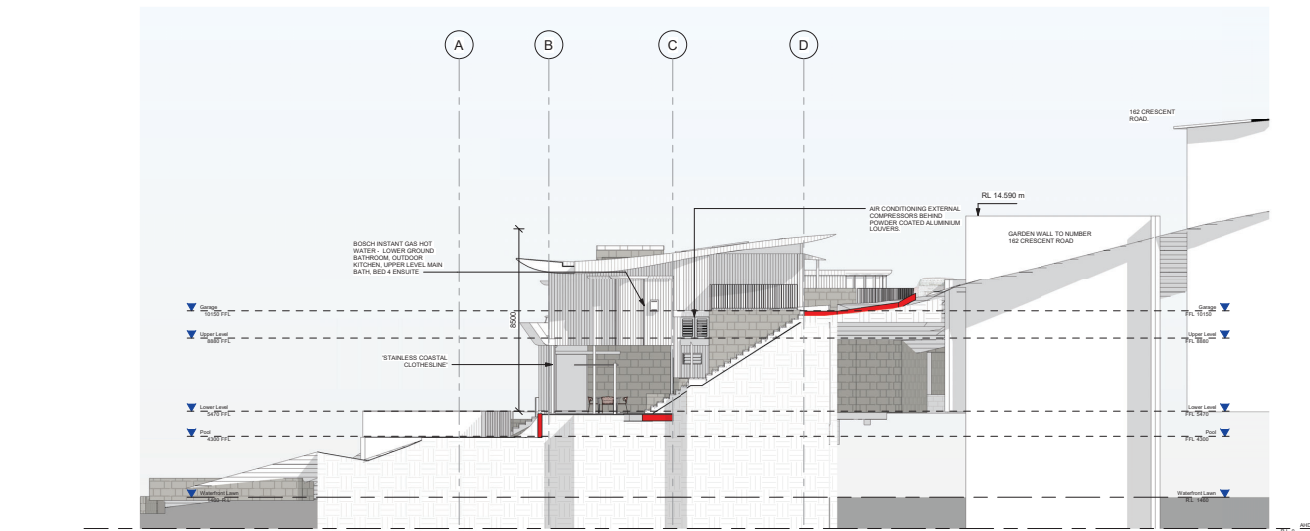 A
B
C
D
162 CRESCENT
ROAD.
RL 14.590 m
AIR CONDITIONING EXTERNAL
COMPRESSORS BEHIND
POWDER COATED ALUMINIUM
LOUVERS.
GARDEN WALL TO NUMBER
162 CRESCENT ROAD
BOSCH INSTANT GAS HOT
WATER - LOWER GROUND
BATHROOM, OUTDOOR
KITCHEN, UPPER LEVEL MAIN
BATH, BED 4 ENSUITE
8500
'STAINLESS COASTAL
CLOTHESLINE'
Garage
10150 FFL
Upper Level
8880 FFL
Lower Level
5470 FFL
Pool
4300 FFL
Waterfront Lawn
1460 R.L.
Garage
FFL 10150
Upper Level
FFL 8880
Lower Level
FFL 5470
Pool
FFL 4300
Waterfront Lawn
R.L. 1460